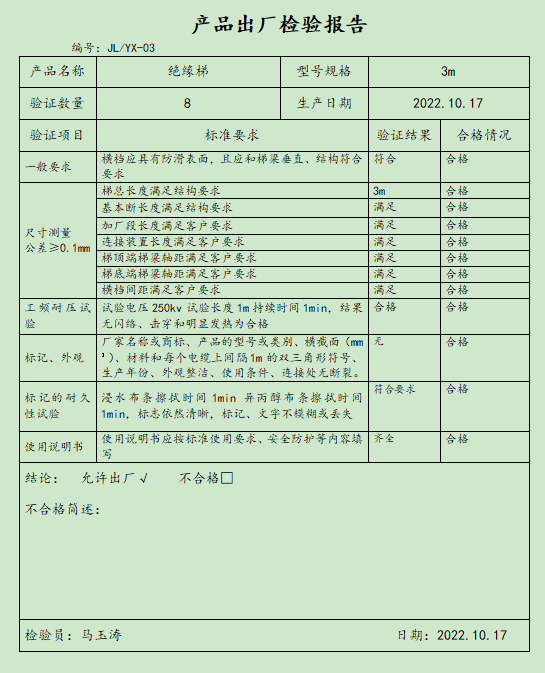 产品出厂检验报告
编号：JL/YX-03
产品名称 绝缘梯 型号规格 3m
验证数量 8 生产日期 2022.10.17
验证项目 标准要求 验证结果 合格情况
一般要求 横档应具有防滑表面，且应和梯梁垂直、结构符合 符合 合格
要求
尺寸测量
公差≥0.1mm
梯总长度满足结构要求 3m 合格
基本断长度满足结构要求 满足 合格
加厂段长度满足客户要求 满足 合格
连接装置长度满足客户要求 满足 合格
梯顶端梯梁轴距满足客户要求 满足 合格
梯底端梯梁轴距满足客户要求 满足 合格
横档间距满足客户要求 满足 合格
工频耐压试 试验电压250kv 试验长度1m持续时间1min，结果 合格 合格
验 无闪络、击穿和明显发热为合格
标记、外观 厂家名称或商标、产品的型号或类别、横截面（mm 无 合格
²）、材料和每个电缆上间隔1m的双三角形符号、
生产年份、外观整洁、使用条件、连接处无断裂。
标记的耐久 浸水布条擦拭时间 1min 异丙醇布条擦拭时间 符合要求 合格
性试验 1min，标志依然清晰，标记、文字不模糊或丢失
使用说明书 使用说明书应按标准使用要求、安全防护等内容填 齐全 合格
写
结论： 允许出厂√ 不合格□
不合格简述：
检验员：马玉涛 日期：2022.10.17